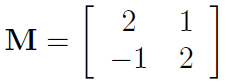 M = [ 2 1
-1 2 ]